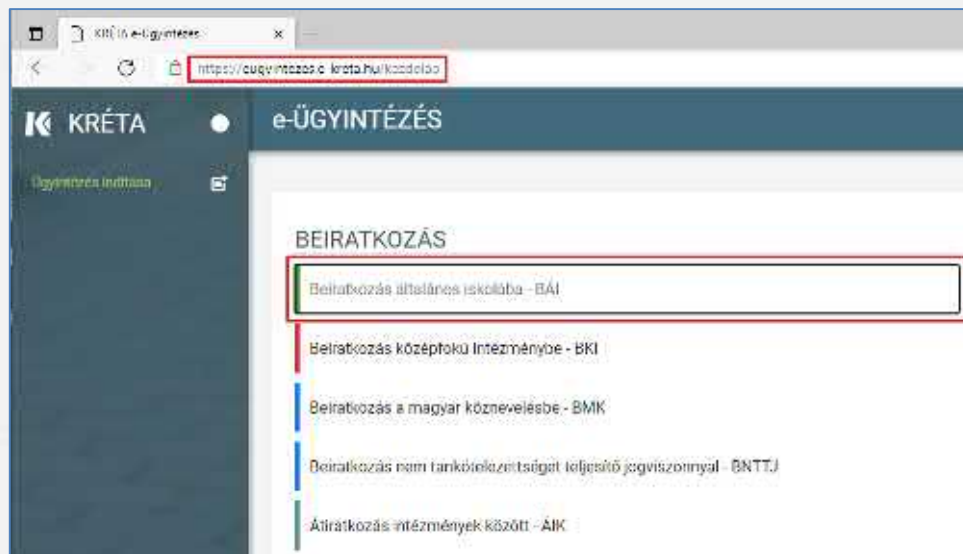 KRÉTA e-Ügyintézés
https://eugyintezes.e-kreta.hu/kezdolap
KRÉTA
e-ÜGYINTÉZÉS
Ügyintézés indítása
BEIRATKOZÁS
Beiratkozás általános iskolába - BÁI
Beiratkozás középfokú intézménybe - BKI
Beiratkozás a magyar köznevelésbe - BMK
Beiratkozás nem tankötelezettséget teljesítő jogviszonnyal - BNTTJ
Átiratkozás intézmények között - ÁIK